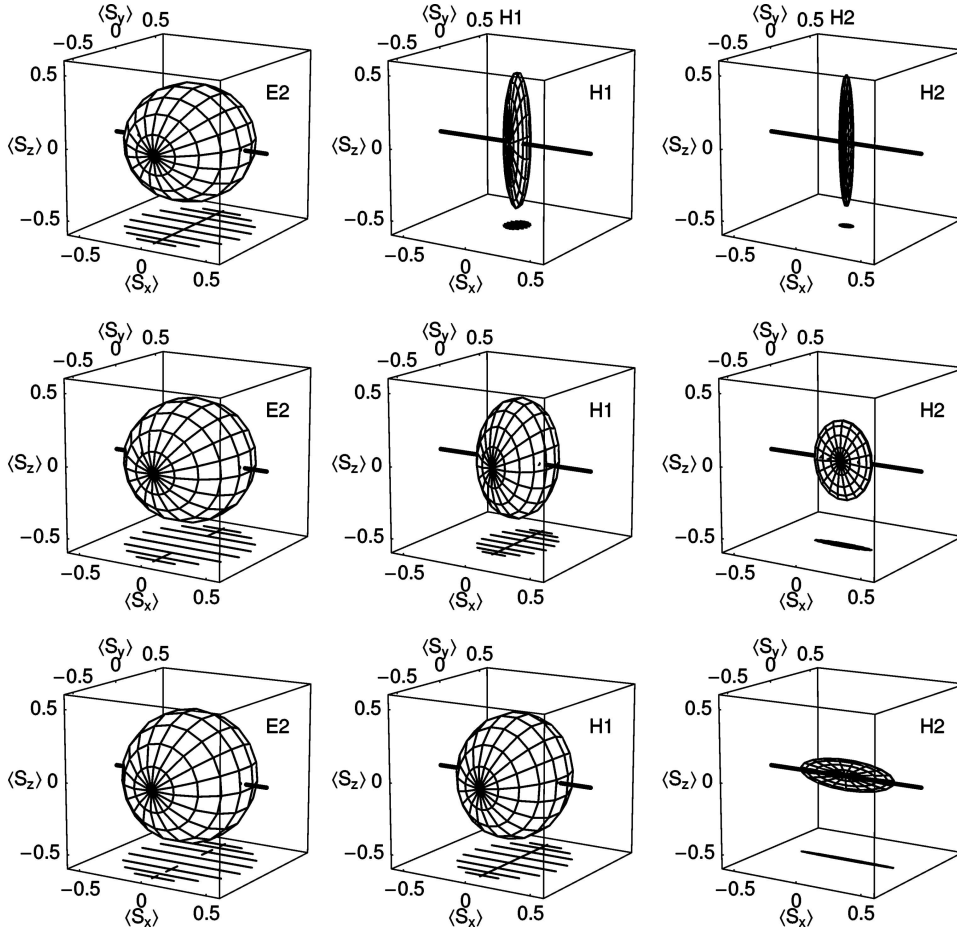 ⟨Sy⟩ 0.5 H1 0.5 H2 0.5
−0.5 0 ⟨Sy⟩ −0.5 0 ⟨Sy⟩ −0.5 0
0.5 E2 0.5 H1 0.5 H2
⟨Sz⟩ 0 ⟨Sz⟩ 0 ⟨Sz⟩ 0
−0.5 −0.5 −0.5
−0.5 0 0.5 −0.5 0 0.5 −0.5 0 0.5
⟨Sx⟩ ⟨Sx⟩ ⟨Sx⟩
⟨Sy⟩ 0.5 ⟨Sy⟩ 0.5 ⟨Sy⟩ 0.5
−0.5 0 −0.5 0 −0.5 0
0.5 E2 0.5 H1 0.5 H2
⟨Sz⟩ 0 ⟨Sz⟩ 0 ⟨Sz⟩ 0
−0.5 −0.5 −0.5
−0.5 0 0.5 −0.5 0 0.5 −0.5 0 0.5
⟨Sx⟩ ⟨Sx⟩ ⟨Sx⟩
⟨Sy⟩ 0.5 ⟨Sy⟩ 0.5 ⟨Sy⟩ 0.5
−0.5 0 −0.5 0 −0.5 0
0.5 E2 0.5 H1 0.5 H2
⟨Sz⟩ 0 ⟨Sz⟩ 0 ⟨Sz⟩ 0
−0.5 −0.5 −0.5
−0.5 0 0.5 −0.5 0 0.5 −0.5 0 0.5
⟨Sx⟩ ⟨Sx⟩ ⟨Sx⟩